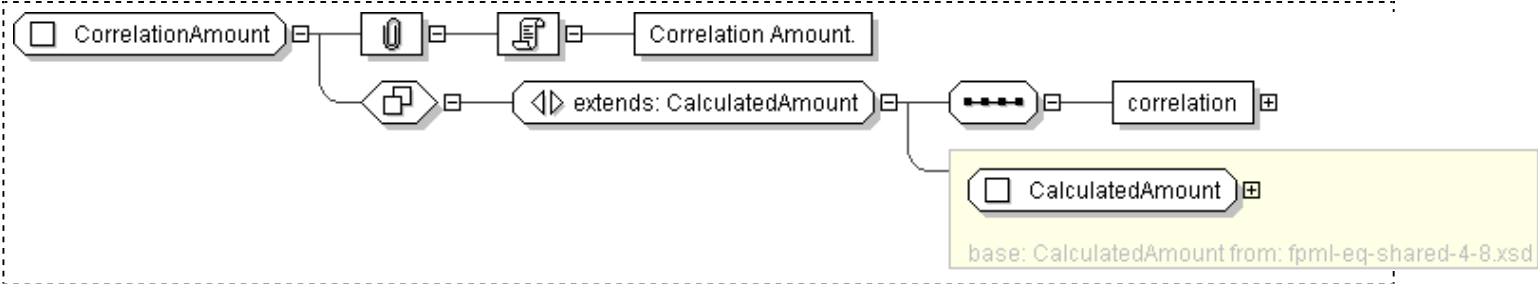 CorrelationAmount
Correlation Amount.
extends: CalculatedAmount
correlation
CalculatedAmount
base: CalculatedAmount from: fpml-eq-shared-4-8.xsd